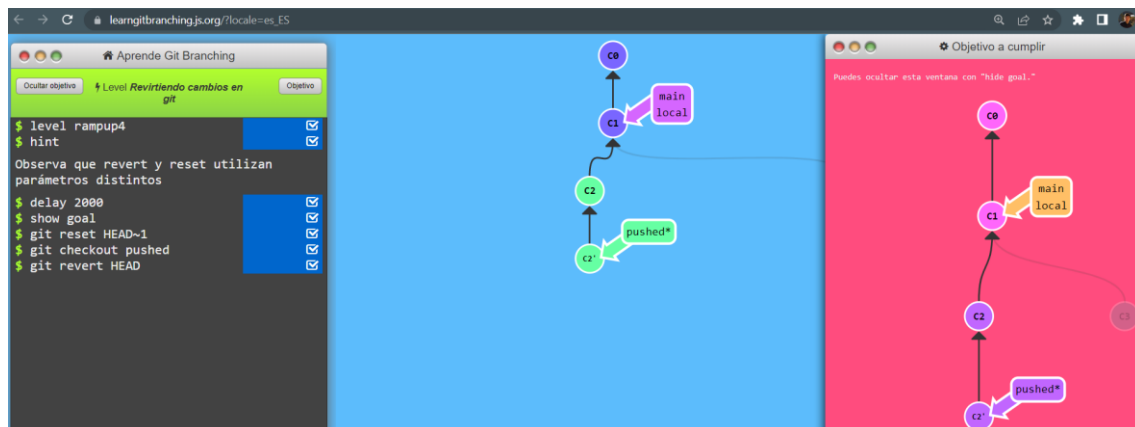 learngitbranching.js.org/?locale=es_ES
Aprende Git Branching
Ocultar objetivo
Level Revirtiendo cambios en
git
Objetivo
$ level rampup4
$ hint
Observa que revert y reset utilizan
parámetros distintos
$ delay 2000
$ show goal
$ git reset HEAD~1
$ git checkout pushed
$ git revert HEAD
C0
main
local
C1
C2
pushed*
C2'
Objetivo a cumplir
Puedes ocultar esta ventana con "hide goal."
C0
main
local
C1
C2
C3
pushed*
C2'